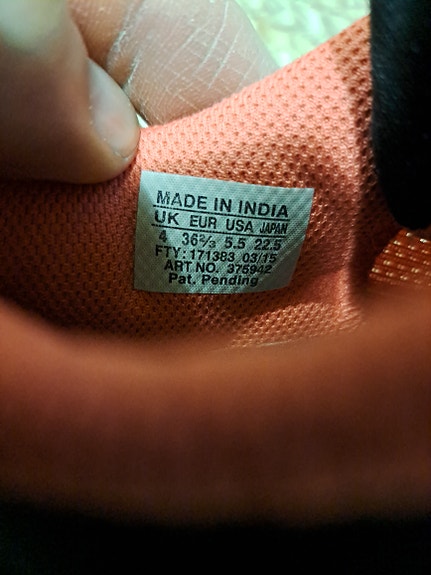 MADE IN INDIA
UK EUR USA JAPAN
4 36⅔ 5.5 22.5
FTY:171383 03/15
ART NO. 375942
Pat. Pending